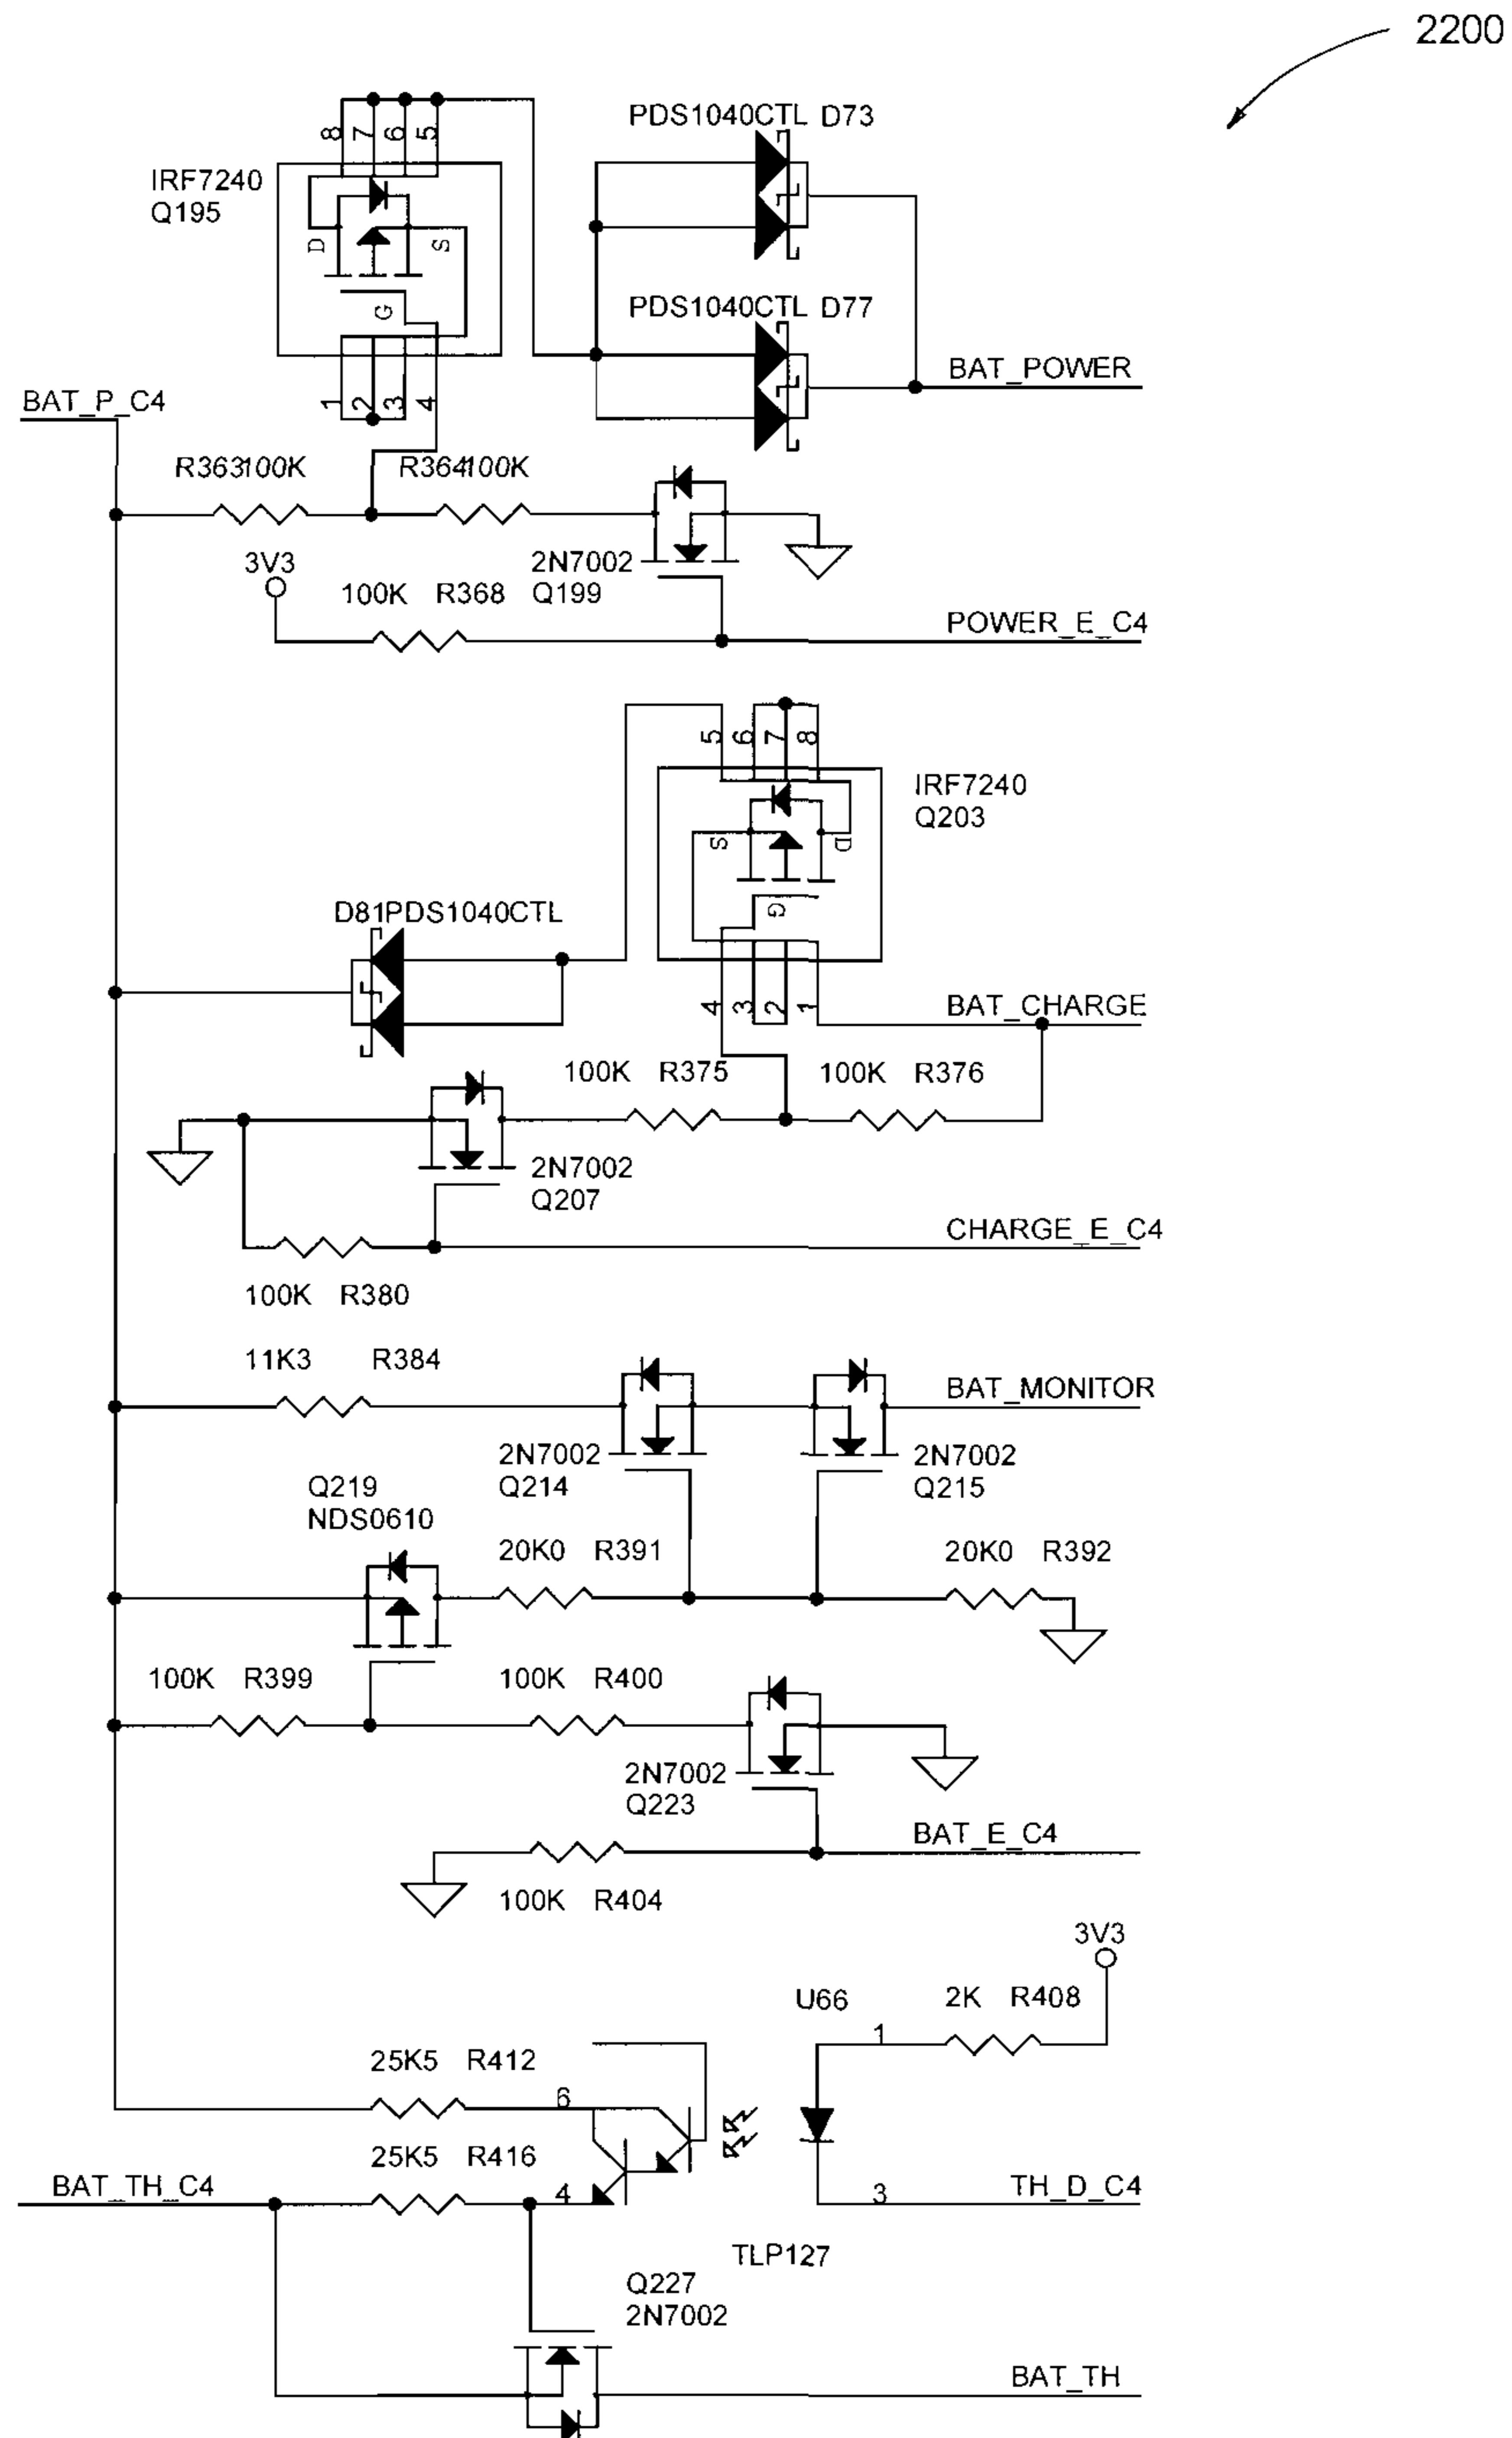 2200
PDS1040CTL D73
8 7 6 5
IRF7240
Q195
D S
G
PDS1040CTL D77
BAT_POWER
BAT_P_C4
1 2 3 4
R363100K R364100K
3V3
2N7002
Q199
100K R368
POWER_E_C4
5 6 7 8
IRF7240
Q203
S D
G
D81PDS1040CTL
4 3 2 1
BAT_CHARGE
100K R375 100K R376
2N7002
Q207
CHARGE_E_C4
100K R380
11K3 R384
BAT_MONITOR
2N7002
Q214
2N7002
Q215
Q219
NDS0610
20K0 R391
20K0 R392
100K R399
100K R400
2N7002
Q223
BAT_E_C4
100K R404
3V3
U66
2K R408
1
25K5 R412
6
25K5 R416
BAT_TH_C4
4
3
TH_D_C4
TLP127
Q227
2N7002
BAT_TH